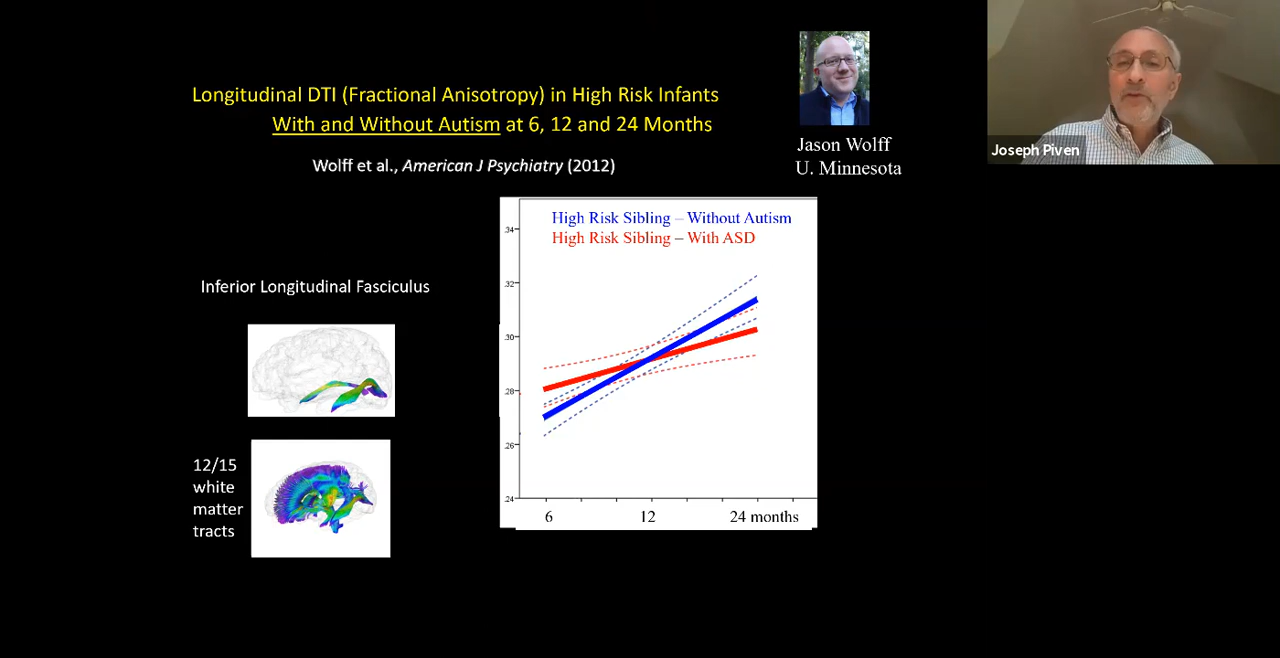 Longitudinal DTI (Fractional Anisotropy) in High Risk Infants
With and Without Autism at 6, 12 and 24 Months
Wolff et al., American J Psychiatry (2012)
Jason Wolff
U. Minnesota
Joseph Piven
High Risk Sibling – Without Autism
High Risk Sibling – With ASD
.34
.32
.30
.28
.26
.24
6 12 24 months
Inferior Longitudinal Fasciculus
12/15
white
matter
tracts